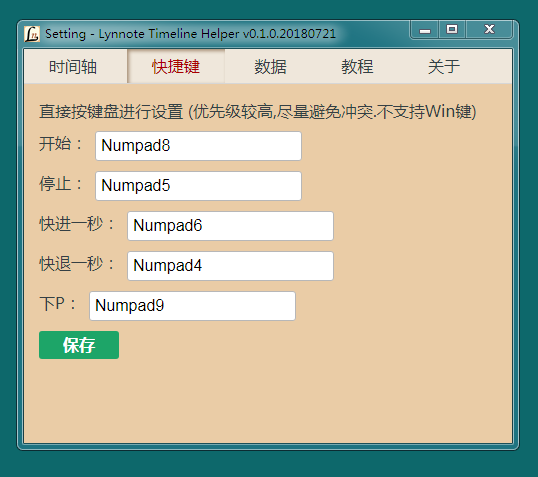 Setting - Lynnote Timeline Helper v0.1.0.20180721
时间轴 快捷键 数据 教程 关于
直接按键盘进行设置 (优先级较高,尽量避免冲突.不支持Win键)
开始： Numpad8
停止： Numpad5
快进一秒： Numpad6
快退一秒： Numpad4
下P： Numpad9
保存